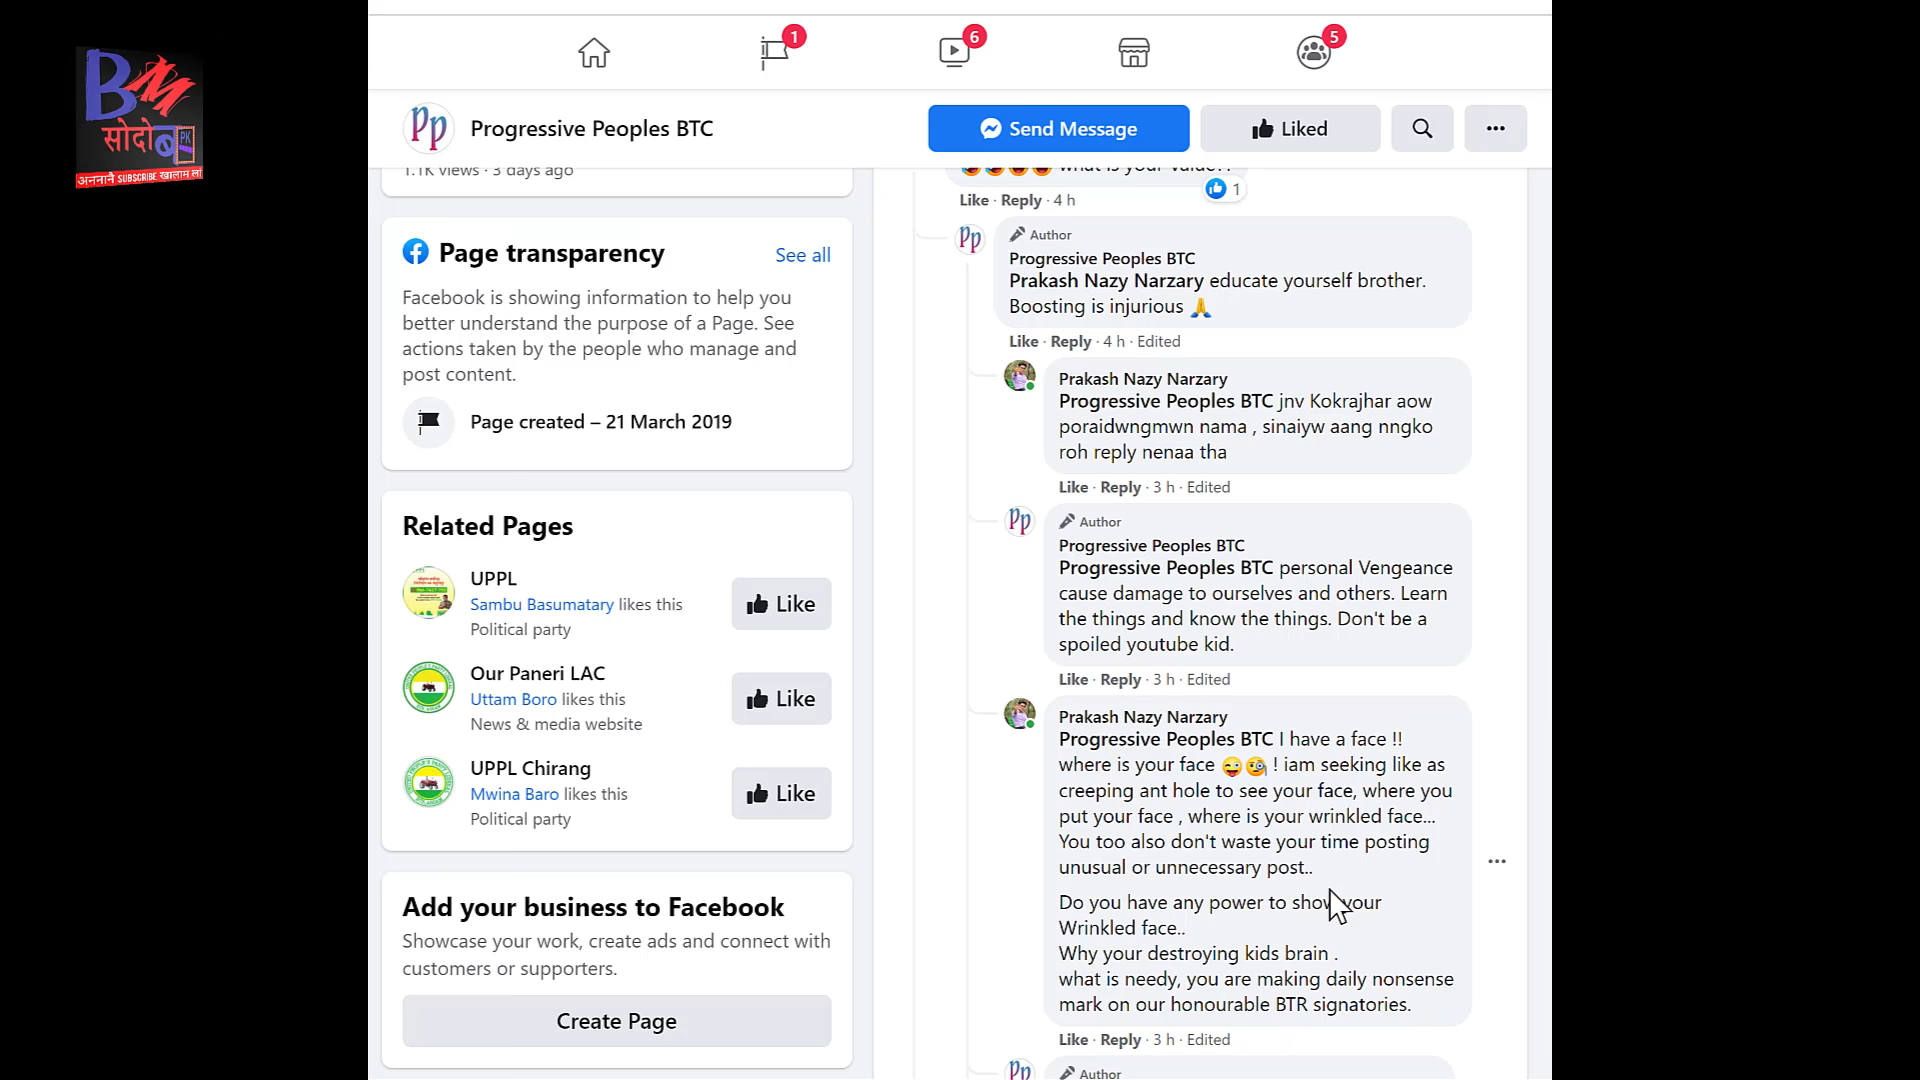 BM
सोदोब
PK
अननानै SUBSCRIBE खालाम लां
1
6
5
Pp
Progressive Peoples BTC
Send Message
Liked
1.1K views · 3 days ago
Page transparency
See all
Facebook is showing information to help you
better understand the purpose of a Page. See
actions taken by the people who manage and
post content.
Page created – 21 March 2019
Related Pages
UPPL
Sambu Basumatary likes this
Political party
Like
Our Paneri LAC
Uttam Boro likes this
News & media website
Like
UPPL Chirang
Mwina Baro likes this
Political party
Like
Add your business to Facebook
Showcase your work, create ads and connect with
customers or supporters.
Create Page
what is your value??
1
Like · Reply · 4 h
Pp
Author
Progressive Peoples BTC
Prakash Nazy Narzary educate yourself brother.
Boosting is injurious 🙏
Like · Reply · 4 h · Edited
Prakash Nazy Narzary
Progressive Peoples BTC jnv Kokrajhar aow
poraidwngmwn nama , sinaiyw aang nngko
roh reply nenaa tha
Like · Reply · 3 h · Edited
Pp
Author
Progressive Peoples BTC
Progressive Peoples BTC personal Vengeance
cause damage to ourselves and others. Learn
the things and know the things. Don't be a
spoiled youtube kid.
Like · Reply · 3 h · Edited
Prakash Nazy Narzary
Progressive Peoples BTC I have a face !!
where is your face 😜🧐 ! iam seeking like as
creeping ant hole to see your face, where you
put your face , where is your wrinkled face...
You too also don't waste your time posting
unusual or unnecessary post..
Do you have any power to show your
Wrinkled face..
Why your destroying kids brain .
what is needy, you are making daily nonsense
mark on our honourable BTR signatories.
Like · Reply · 3 h · Edited
Pp
Author